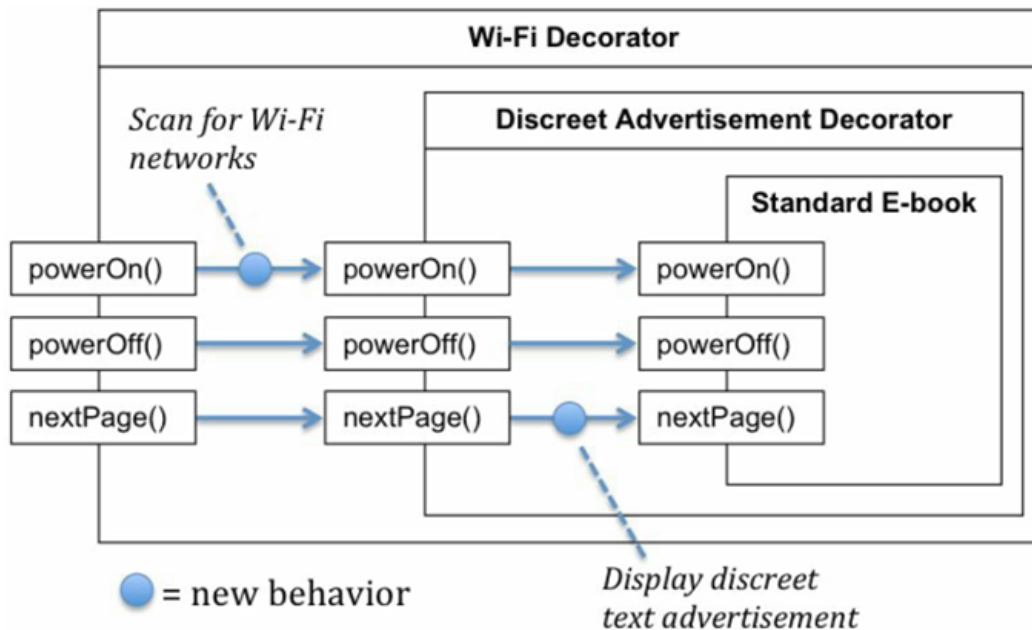 Wi-Fi Decorator
Scan for Wi-Fi
networks
Discreet Advertisement Decorator
Standard E-book
powerOn()
powerOn()
powerOn()
powerOff()
powerOff()
powerOff()
nextPage()
nextPage()
nextPage()
= new behavior
Display discreet
text advertisement